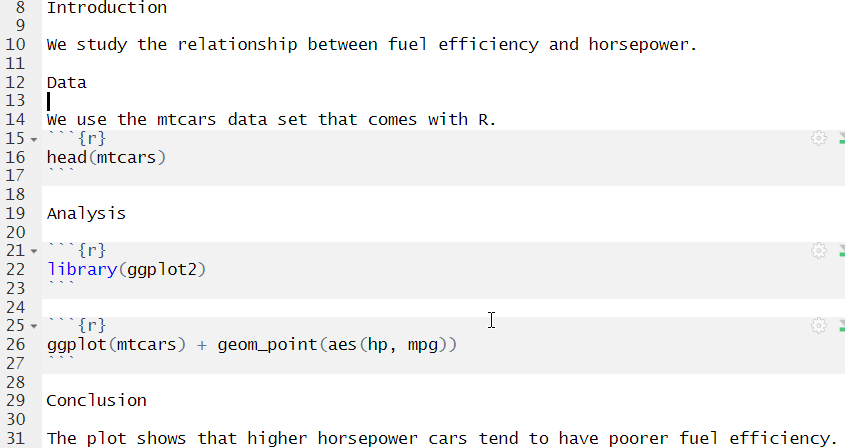 8 Introduction
9
10 We study the relationship between fuel efficiency and horsepower.
11
12 Data
13
14 We use the mtcars data set that comes with R.
15 ```{r}
16 head(mtcars)
17 ```
18
19 Analysis
20
21 ```{r}
22 library(ggplot2)
23 ```
24
25 ```{r}
26 ggplot(mtcars) + geom_point(aes(hp, mpg))
27 ```
28
29 Conclusion
30
31 The plot shows that higher horsepower cars tend to have poorer fuel efficiency.